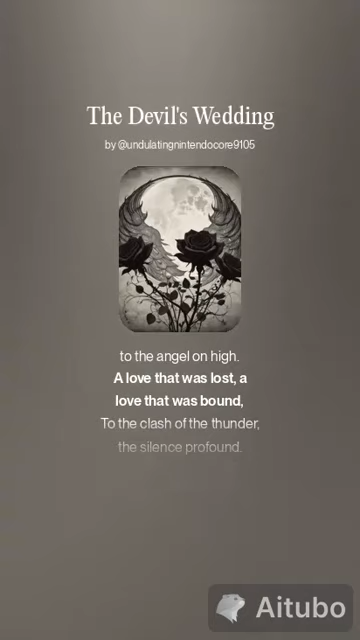 The Devil's Wedding
by @undulatingnintendocore9105
to the angel on high.
A love that was lost, a
love that was bound,
To the clash of the thunder,
the silence profound.
Aitubo